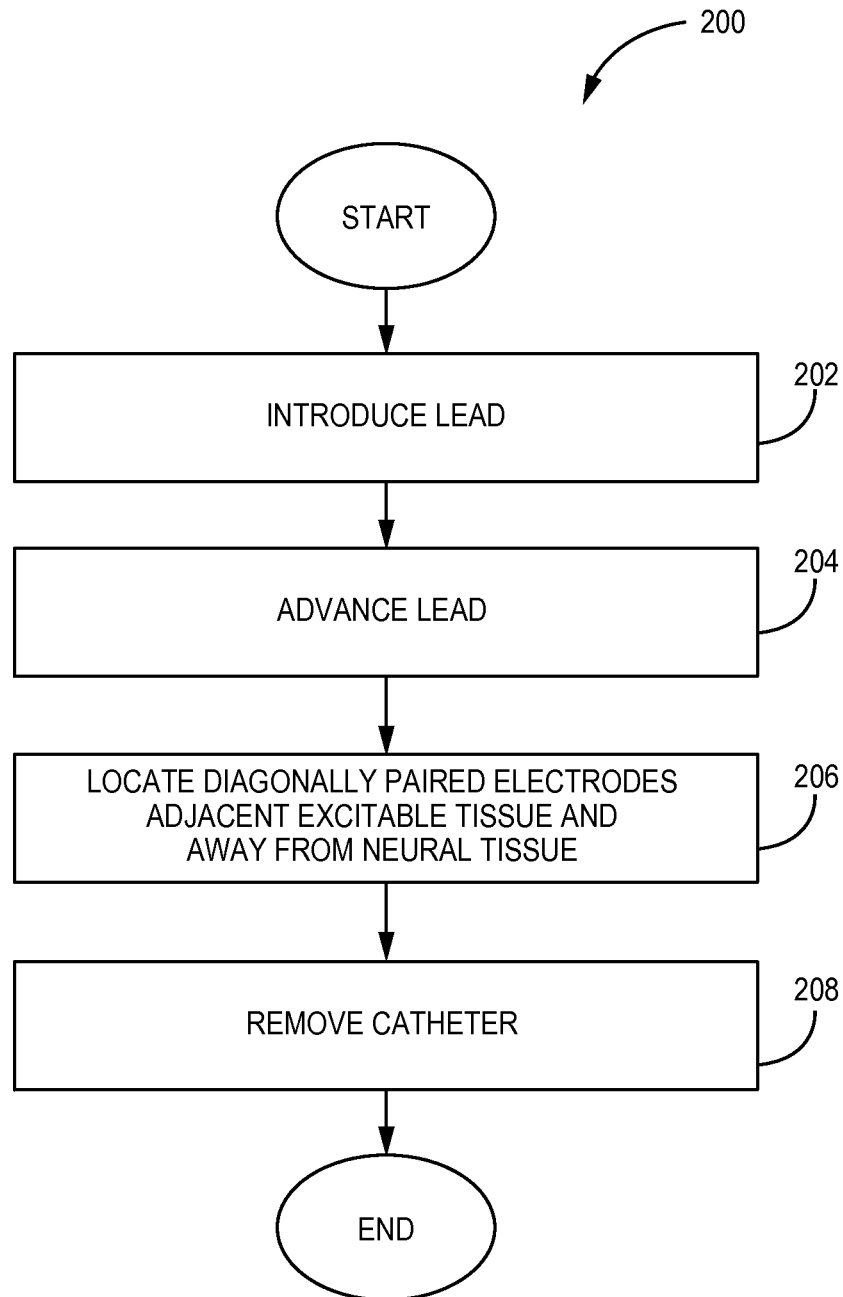 200
START
202
INTRODUCE LEAD
204
ADVANCE LEAD
206
LOCATE DIAGONALLY PAIRED ELECTRODES
ADJACENT EXCITABLE TISSUE AND
AWAY FROM NEURAL TISSUE
208
REMOVE CATHETER
END